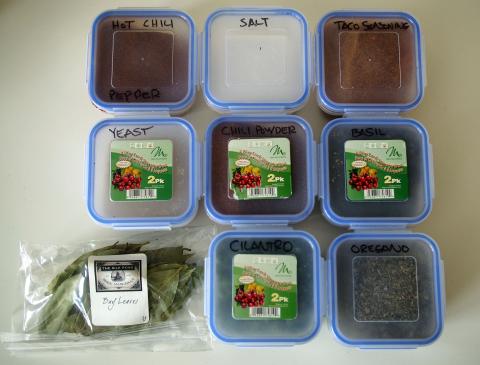 HOT CHILI
PEPPER
SALT
TACO SEASONING
YEAST
2Pk
CHILI POWDER
2Pk
BASIL
2Pk
Bay Leaves
CILANTRO
2Pk
OREGANO